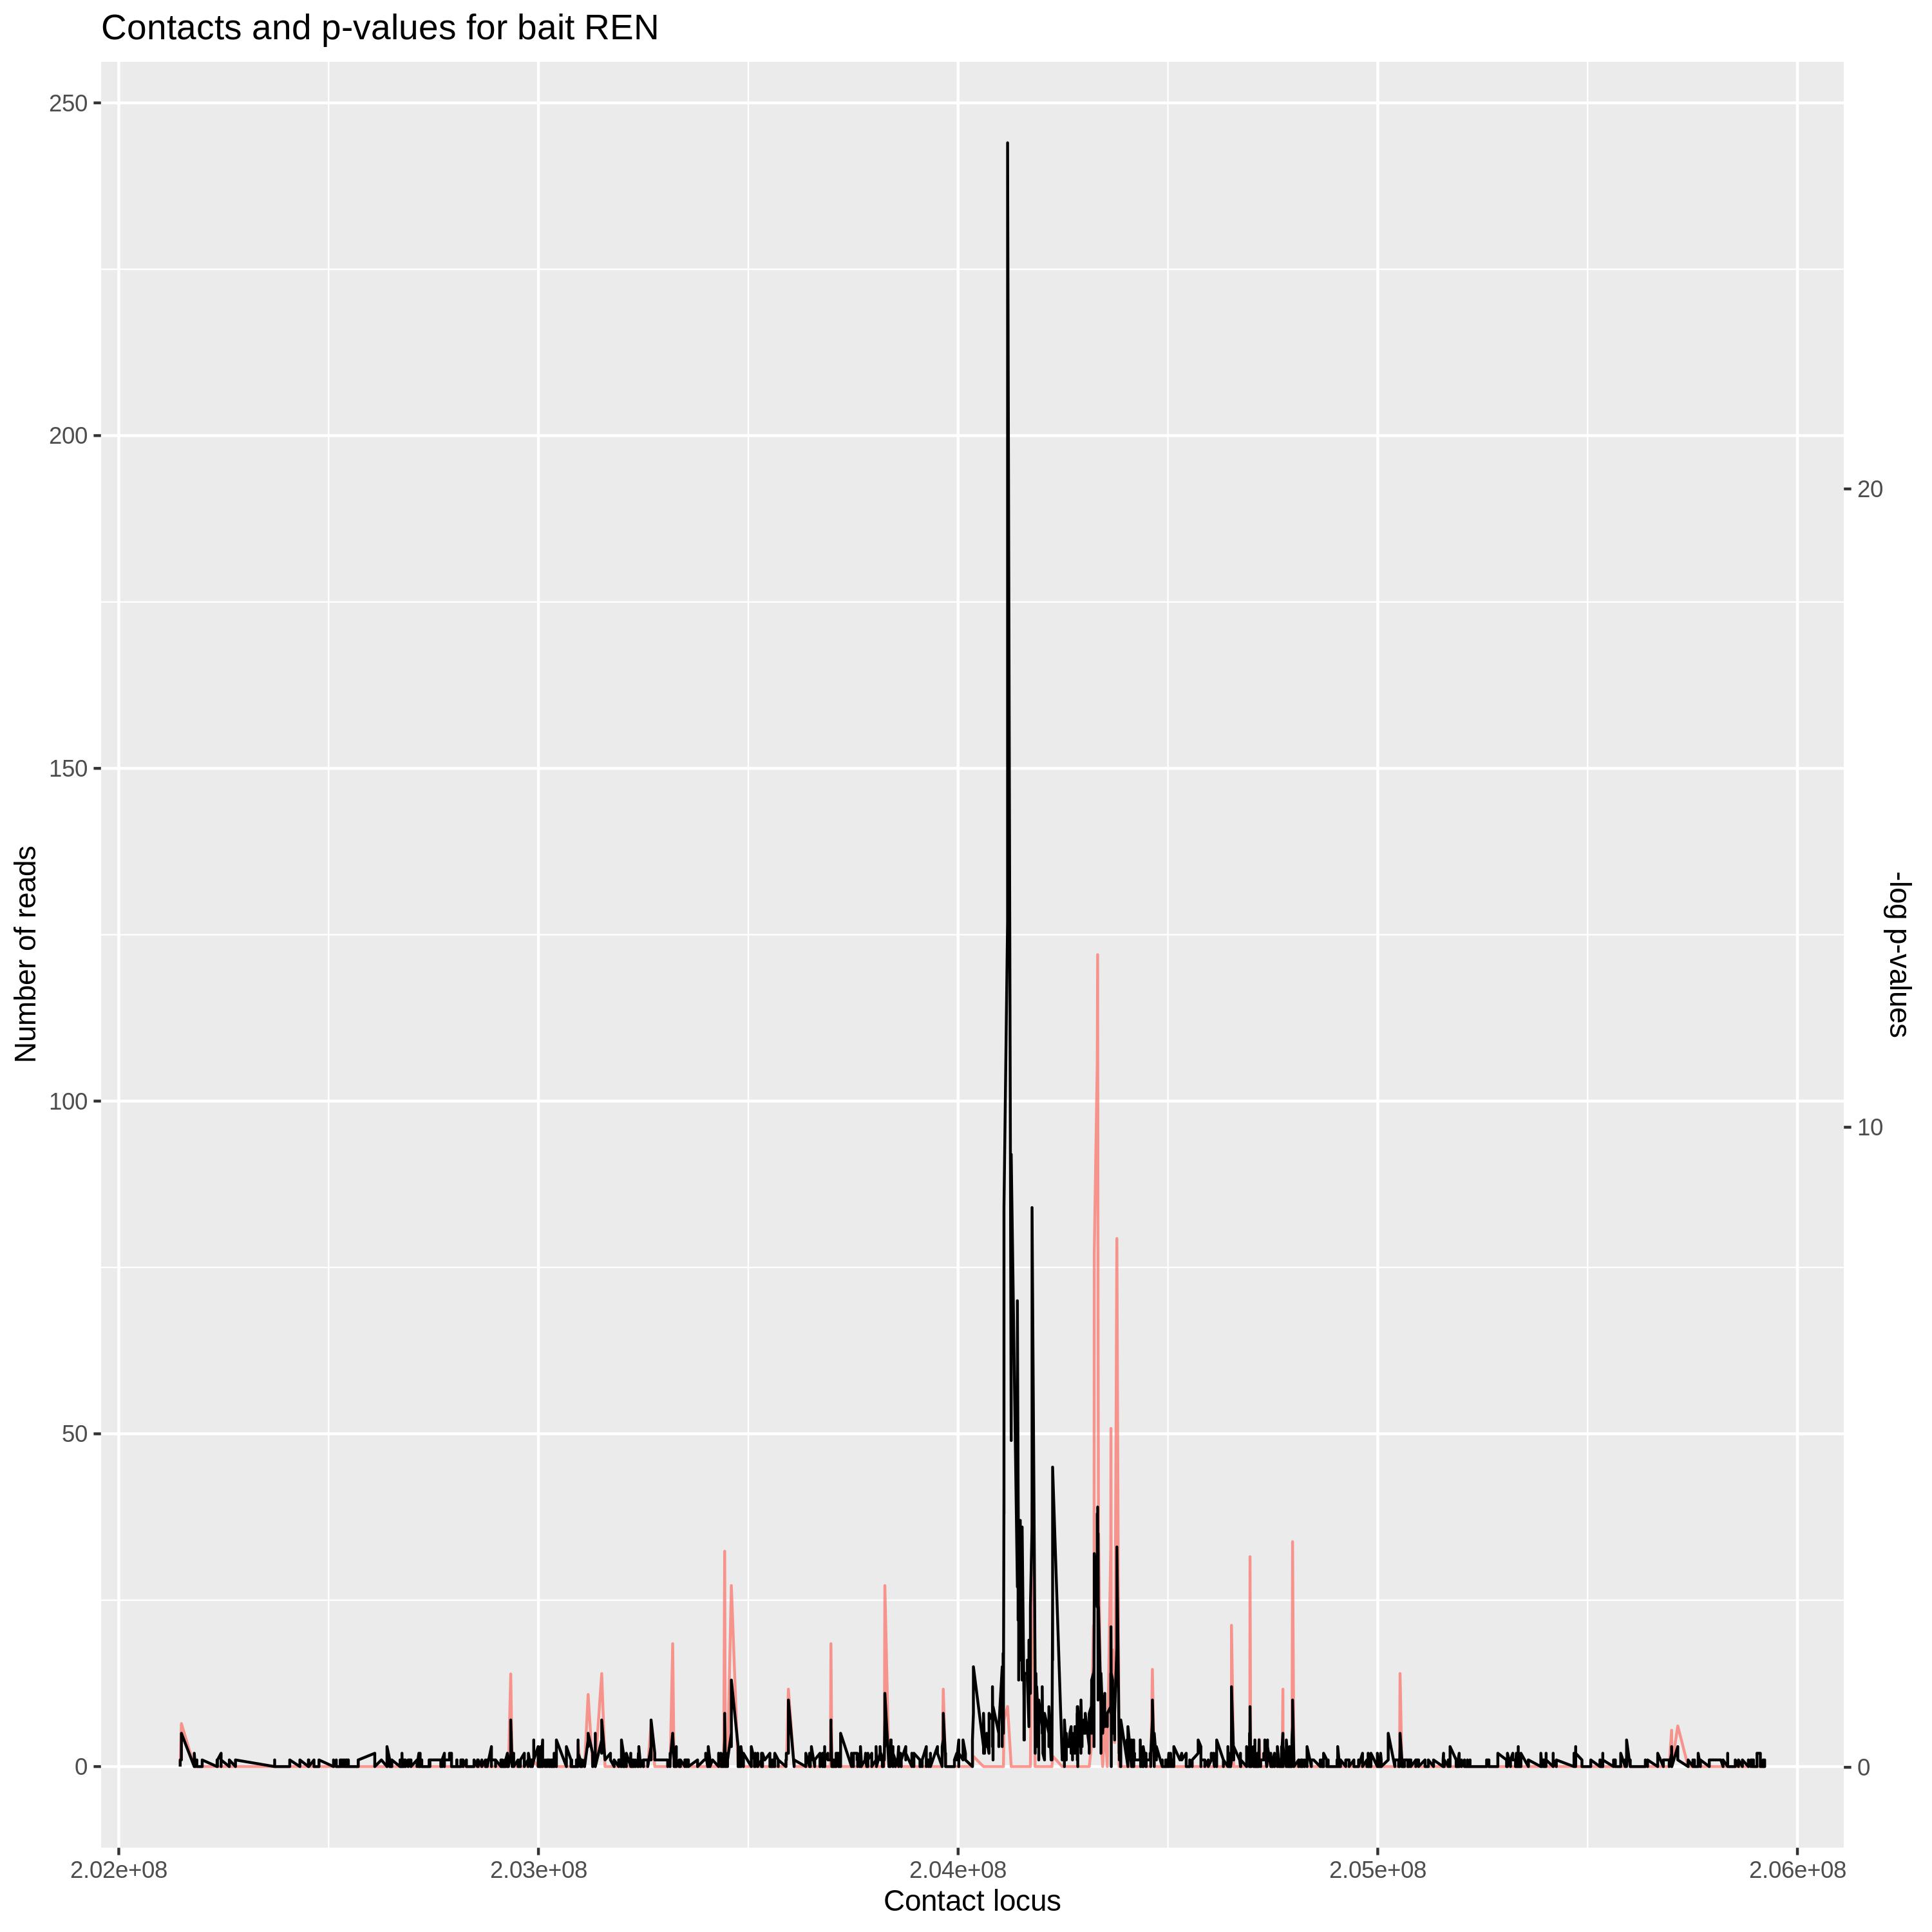 Contacts and p-values for bait REN
250
200
150
100
50
0
Number of reads
20
10
0
-log p-values
2.02e+08
2.03e+08
2.04e+08
2.05e+08
2.06e+08
Contact locus